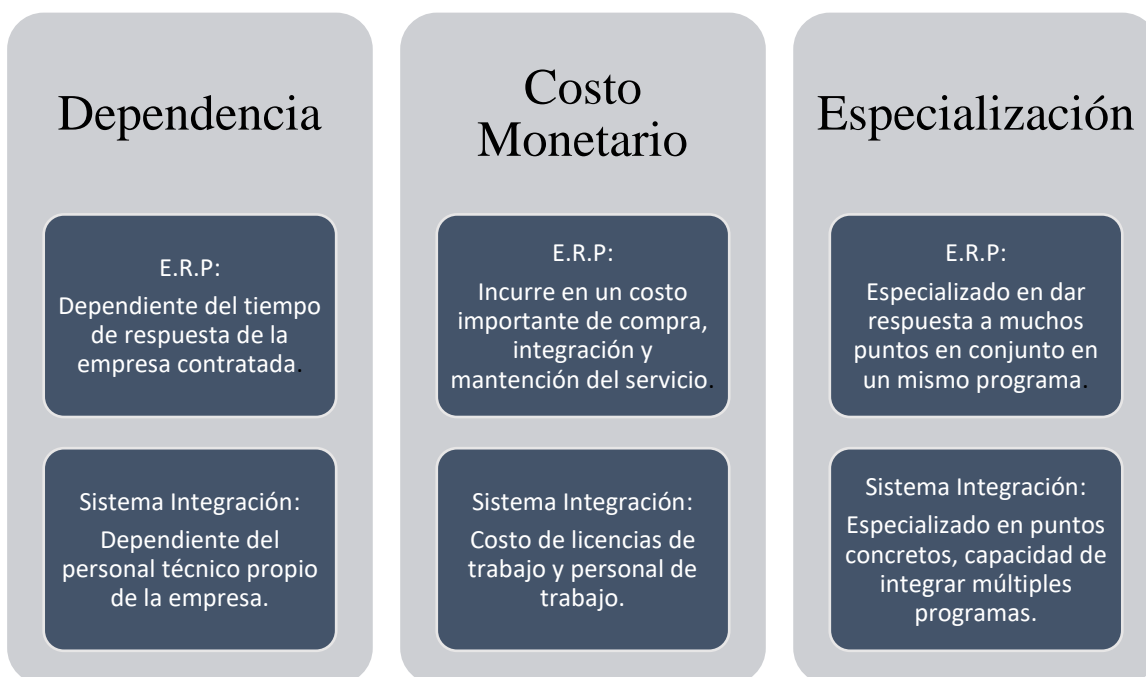 Dependencia
E.R.P:
Dependiente del tiempo
de respuesta de la
empresa contratada.
Sistema Integración:
Dependiente del
personal técnico propio
de la empresa.
Costo
Monetario
E.R.P:
Incurre en un costo
importante de compra,
integración y
mantención del servicio.
Sistema Integración:
Costo de licencias de
trabajo y personal de
trabajo.
Especialización
E.R.P:
Especializado en dar
respuesta a muchos
puntos en conjunto en
un mismo programa.
Sistema Integración:
Especializado en puntos
concretos, capacidad de
integrar múltiples
programas.